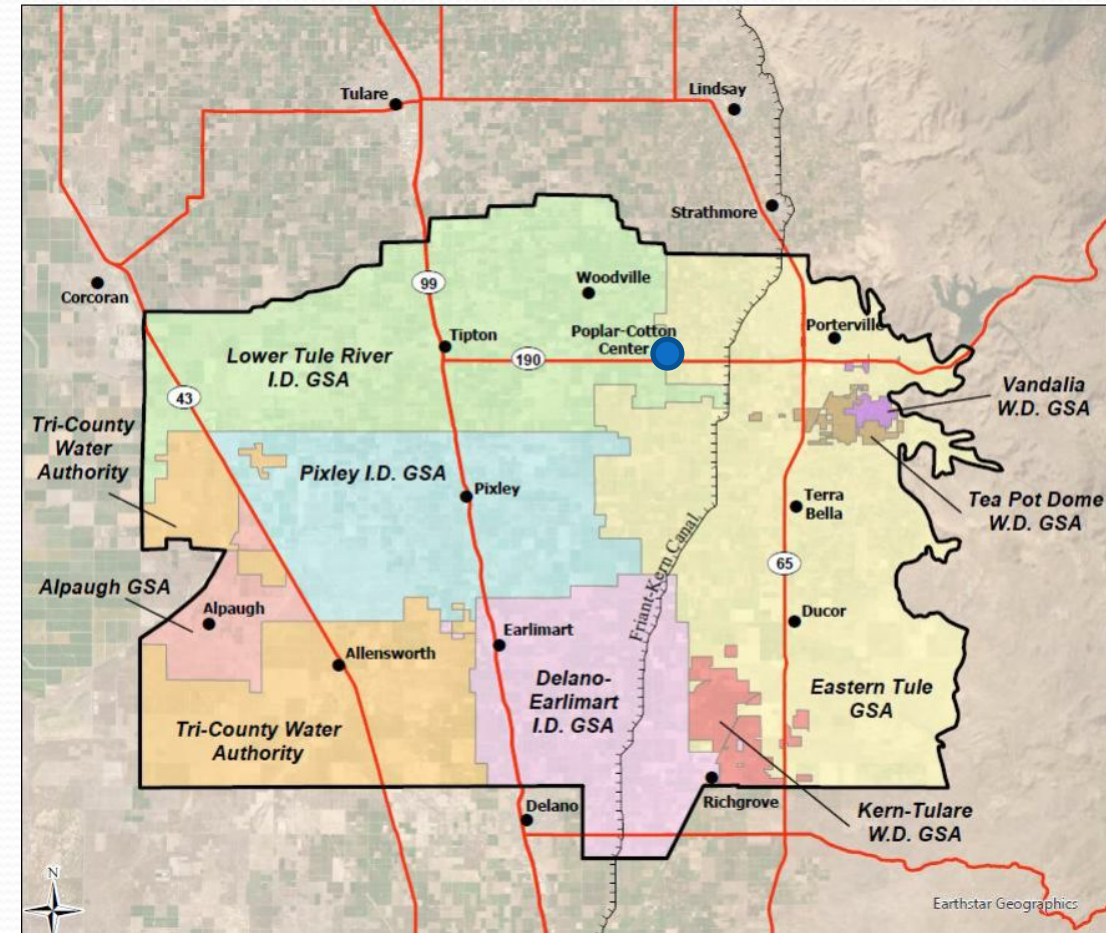 Tulare
Lindsay
Strathmore
Corcoran
99
Woodville
Tipton
Poplar-Cotton
Center
190
Porterville
Lower Tule River
I.D. GSA
43
Vandalia
W.D. GSA
Tri-County
Water
Authority
Pixley I.D. GSA
Pixley
Terra
Bella
Tea Pot Dome
W.D. GSA
Friant-Kern Canal
65
Alpaugh GSA
Alpaugh
Ducor
Earlimart
Allensworth
Delano-
Earlimart
I.D. GSA
Eastern Tule
GSA
Tri-County Water
Authority
Richgrove
Delano
Kern-Tulare
W.D. GSA
N
Earthstar Geographics